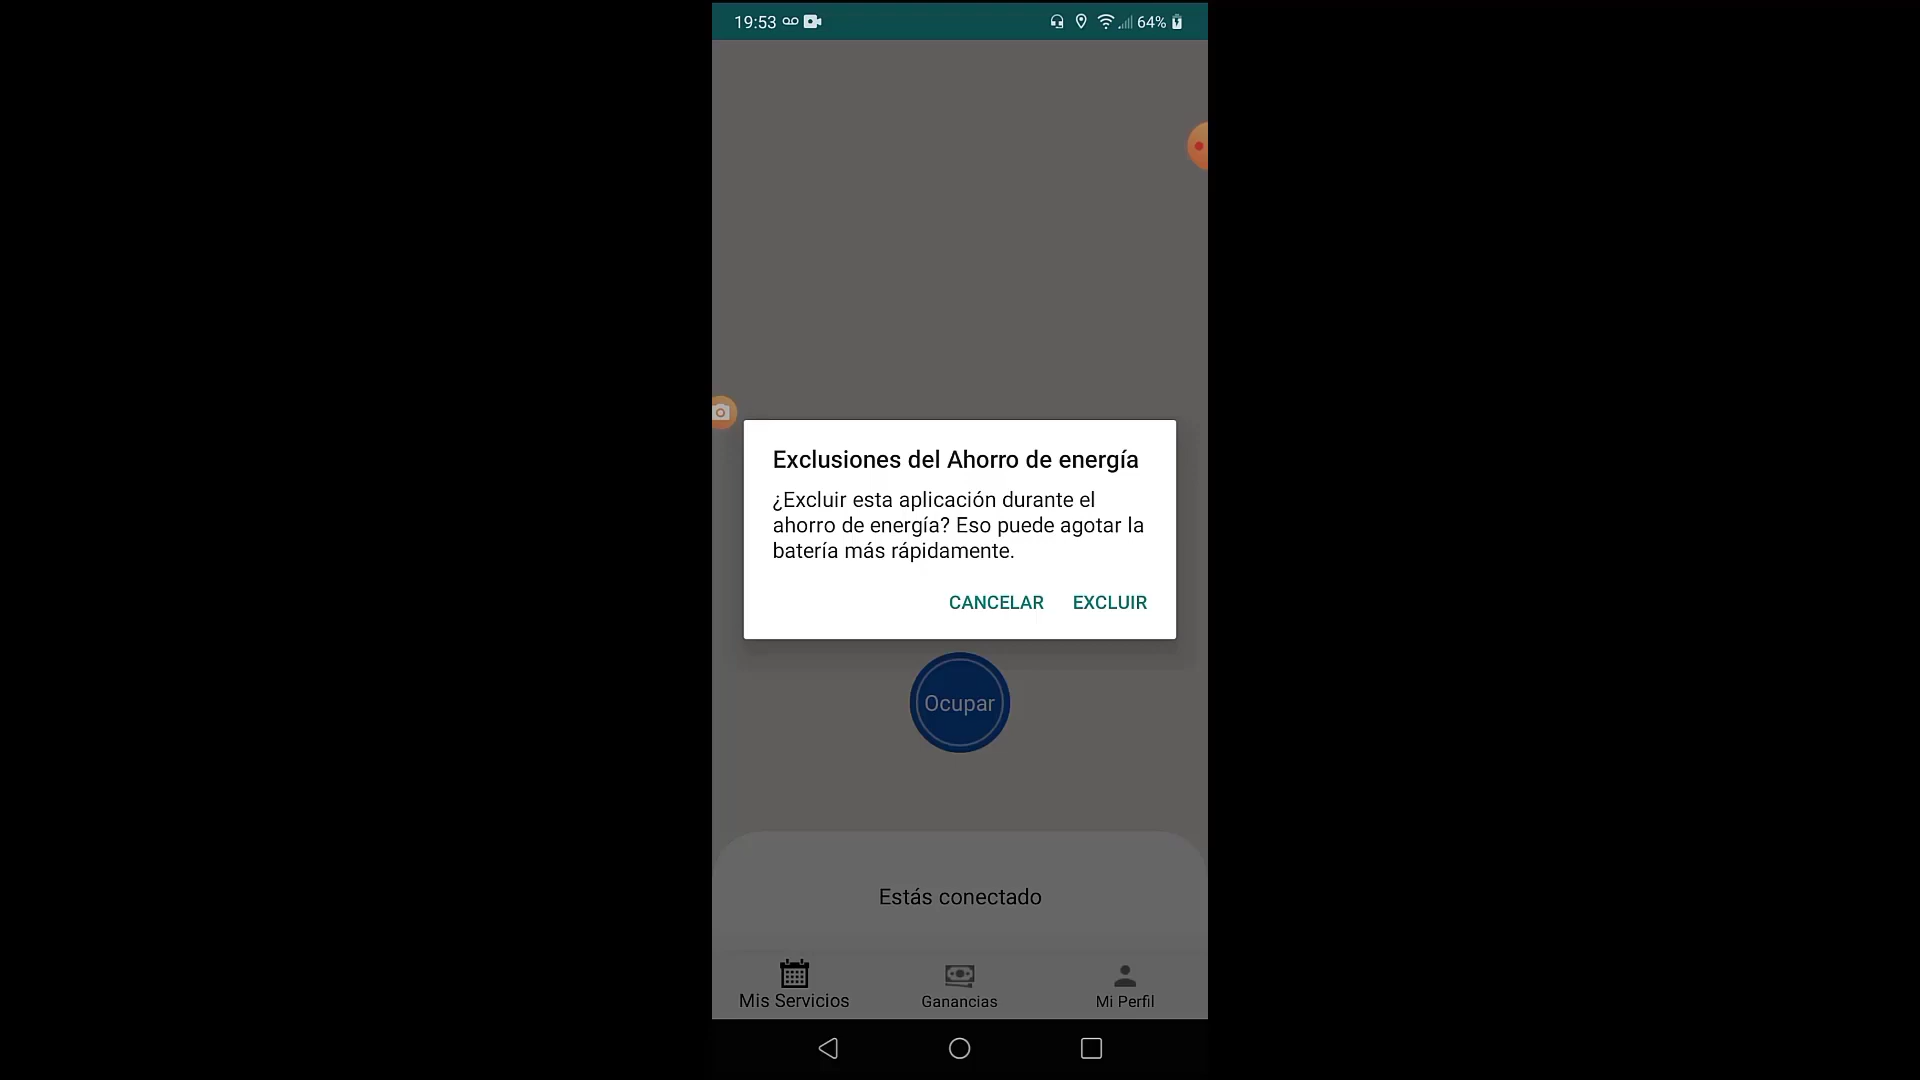 19:53
64%
Exclusiones del Ahorro de energía
¿Excluir esta aplicación durante el
ahorro de energía? Eso puede agotar la
batería más rápidamente.
CANCELAR EXCLUIR
Ocupar
Estás conectado
Mis Servicios Ganancias Mi Perfil